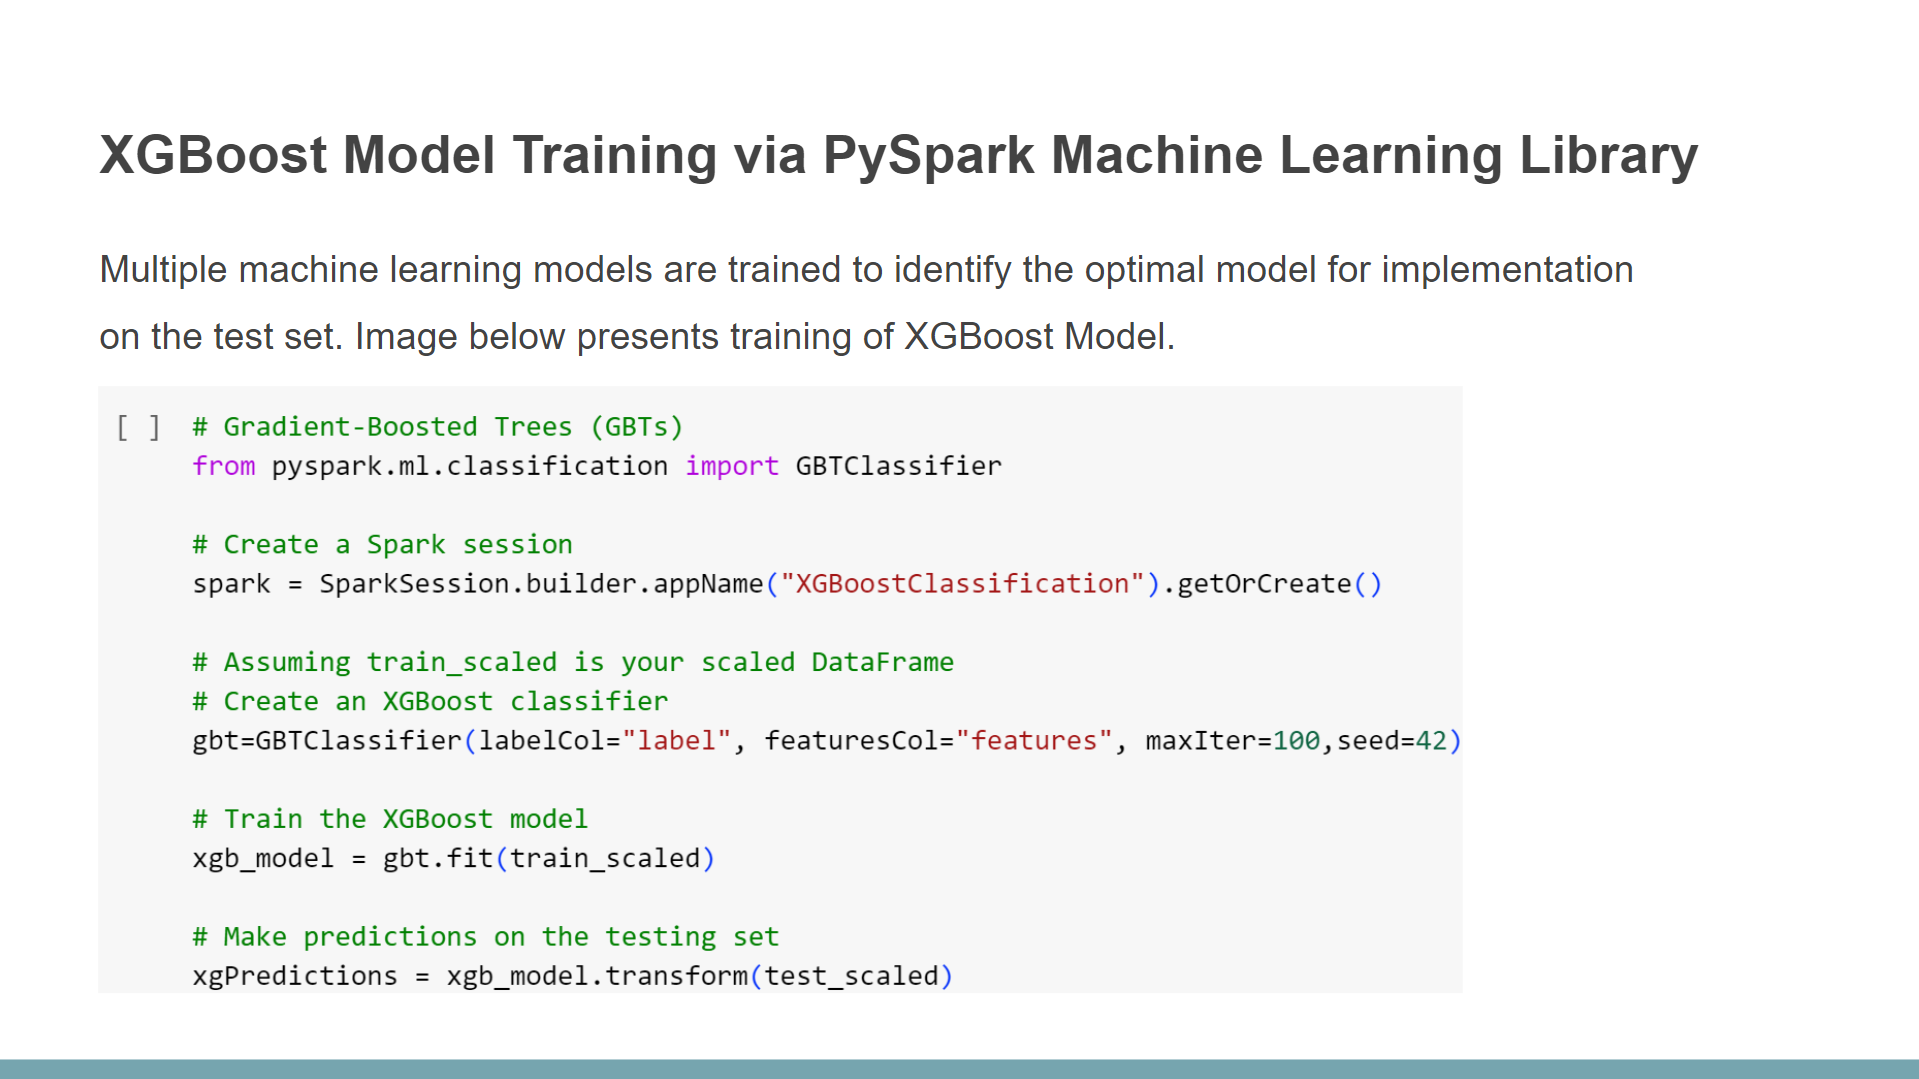 XGBoost Model Training via PySpark Machine Learning Library
Multiple machine learning models are trained to identify the optimal model for implementation
on the test set. Image below presents training of XGBoost Model.
[ ] # Gradient-Boosted Trees (GBTs)
from pyspark.ml.classification import GBTClassifier
# Create a Spark session
spark = SparkSession.builder.appName("XGBoostClassification").getOrCreate()
# Assuming train_scaled is your scaled DataFrame
# Create an XGBoost classifier
gbt=GBTClassifier(labelCol="label", featuresCol="features", maxIter=100,seed=42)
# Train the XGBoost model
xgb_model = gbt.fit(train_scaled)
# Make predictions on the testing set
xgPredictions = xgb_model.transform(test_scaled)